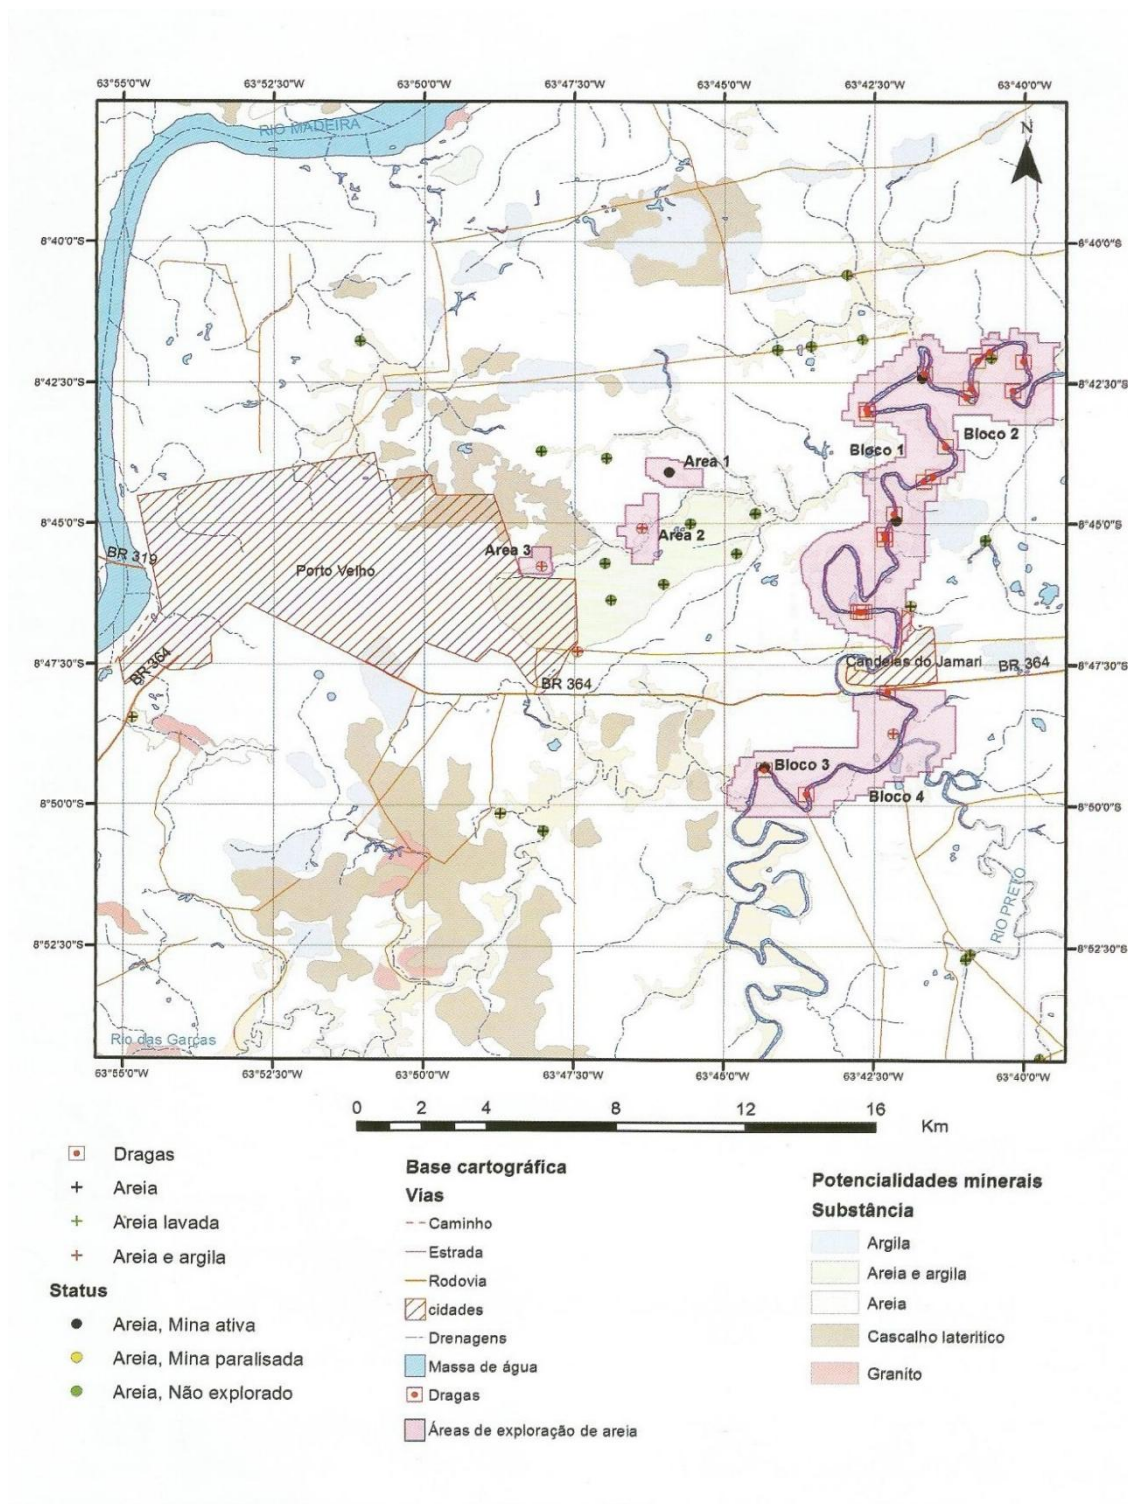 63°55'0"W 63°52'30"W 63°50'0"W 63°47'30"W 63°45'0"W 63°42'30"W 63°40'0"W
RIO MADEIRA
N
8°40'0"S 8°40'0"S
8°42'30"S 8°42'30"S
Bloco 1 Bloco 2
Area 1
8°45'0"S 8°45'0"S
Area 2
Area 3
BR 319
Porto Velho
8°47'30"S 8°47'30"S
Candeias do Jamari
BR 364
BR 364
BR 364
Bloco 3
Bloco 4
8°50'0"S 8°50'0"S
RIO PRETO
8°52'30"S 8°52'30"S
Rio das Garças
63°55'0"W 63°52'30"W 63°50'0"W 63°47'30"W 63°45'0"W 63°42'30"W 63°40'0"W
0 2 4 8 12 16
Km
Dragas
Areia
Areia lavada
Areia e argila
Status
Areia, Mina ativa
Areia, Mina paralisada
Areia, Não explorado
Base cartográfica
Vias
Caminho
Estrada
Rodovia
cidades
Drenagens
Massa de água
Dragas
Áreas de exploração de areia
Potencialidades minerais
Substância
Argila
Areia e argila
Areia
Cascalho lateritico
Granito